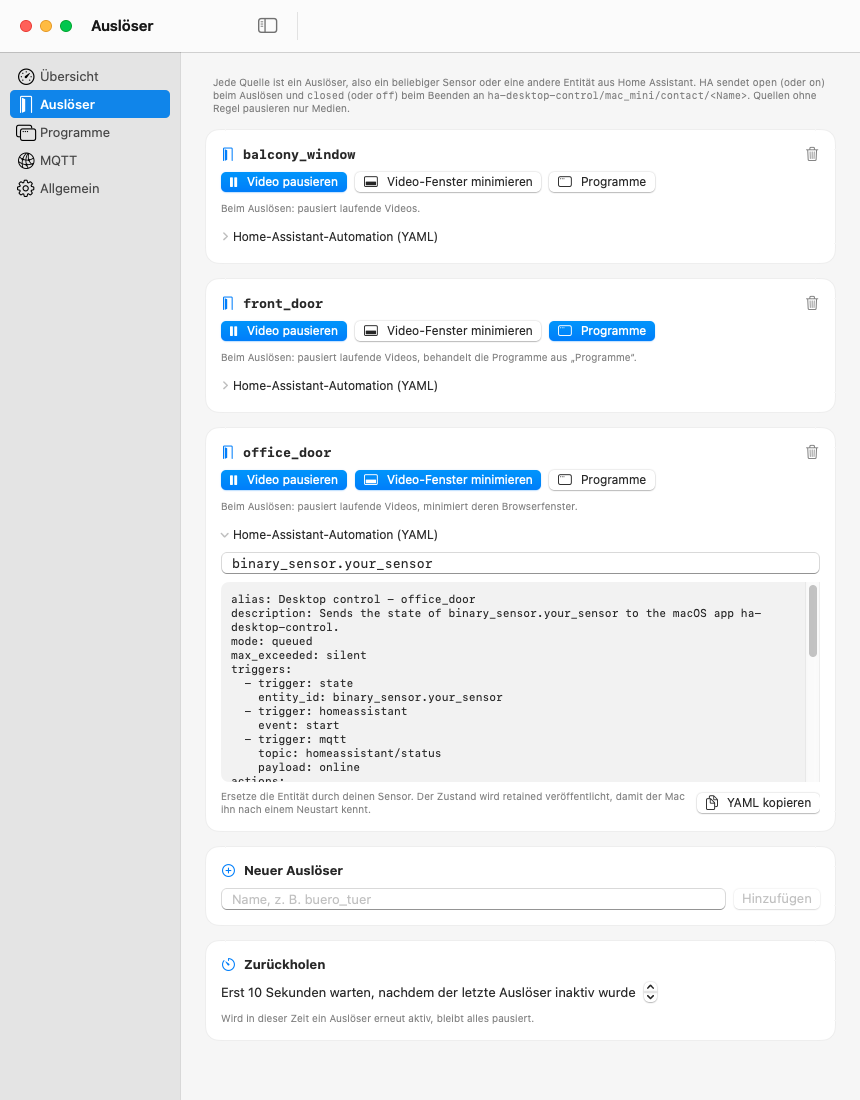 Auslöser
Übersicht
Auslöser
Programme
MQTT
Allgemein
Jede Quelle ist ein Auslöser, also ein beliebiger Sensor oder eine andere Entität aus Home Assistant. HA sendet open (oder on)
beim Auslösen und closed (oder off) beim Beenden an ha-desktop-control/mac_mini/contact/<Name>. Quellen ohne
Regel pausieren nur Medien.
balcony_window
Video pausieren Video-Fenster minimieren Programme
Beim Auslösen: pausiert laufende Videos.
Home-Assistant-Automation (YAML)
front_door
Video pausieren Video-Fenster minimieren Programme
Beim Auslösen: pausiert laufende Videos, behandelt die Programme aus „Programme“.
Home-Assistant-Automation (YAML)
office_door
Video pausieren Video-Fenster minimieren Programme
Beim Auslösen: pausiert laufende Videos, minimiert deren Browserfenster.
Home-Assistant-Automation (YAML)
binary_sensor.your_sensor
alias: Desktop control – office_door
description: Sends the state of binary_sensor.your_sensor to the macOS app ha-
desktop-control.
mode: queued
max_exceeded: silent
triggers:
  - trigger: state
    entity_id: binary_sensor.your_sensor
  - trigger: homeassistant
    event: start
  - trigger: mqtt
    topic: homeassistant/status
    payload: online
actions:
Ersetze die Entität durch deinen Sensor. Der Zustand wird retained veröffentlicht, damit der Mac
ihn nach einem Neustart kennt.
YAML kopieren
Neuer Auslöser
Name, z. B. buero_tuer Hinzufügen
Zurückholen
Erst 10 Sekunden warten, nachdem der letzte Auslöser inaktiv wurde
Wird in dieser Zeit ein Auslöser erneut aktiv, bleibt alles pausiert.